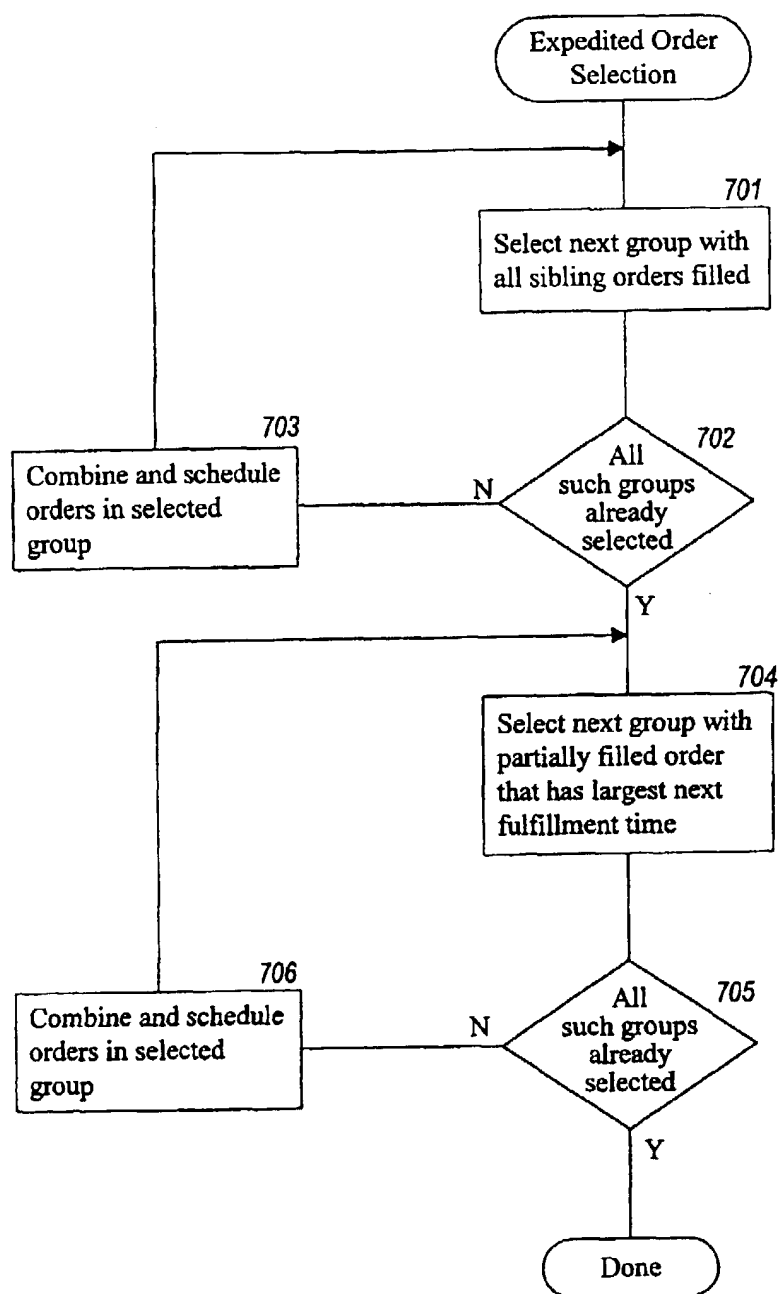 Expedited Order
Selection
701
Select next group with
all sibling orders filled
702
All
such groups
already
selected
N
Y
703
Combine and schedule
orders in selected
group
704
Select next group with
partially filled order
that has largest next
fulfillment time
705
All
such groups
already
selected
N
Y
706
Combine and schedule
orders in selected
group
Done